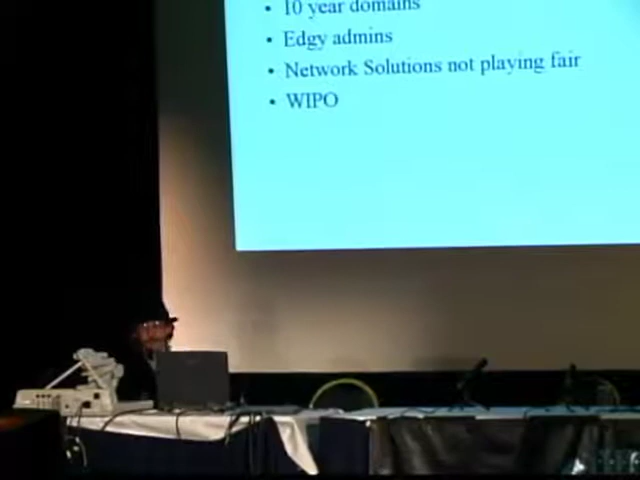 • 10 year domains
• Edgy admins
• Network Solutions not playing fair
• WIPO